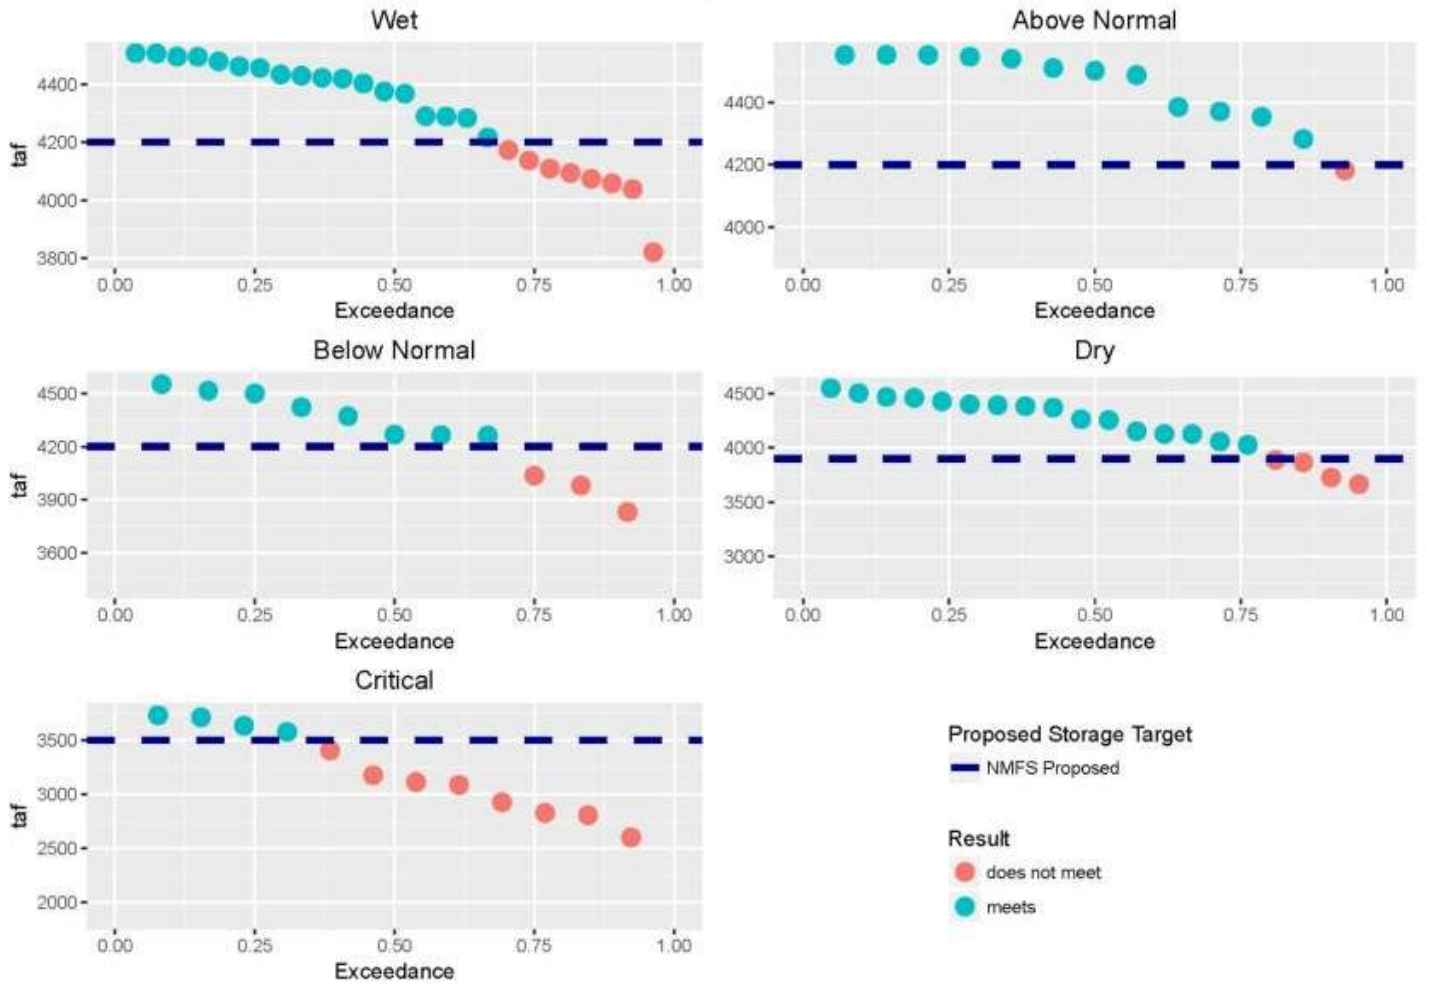 Wet
taf
4400
4200
4000
3800
0.00 0.25 0.50 0.75 1.00
Exceedance
Above Normal
4400
4200
4000
0.00 0.25 0.50 0.75 1.00
Exceedance
Below Normal
taf
4500
4200
3900
3600
0.00 0.25 0.50 0.75 1.00
Exceedance
Dry
4500
4000
3500
3000
0.00 0.25 0.50 0.75 1.00
Exceedance
Critical
taf
3500
3000
2500
2000
0.00 0.25 0.50 0.75 1.00
Exceedance
Proposed Storage Target
NMFS Proposed
Result
does not meet
meets